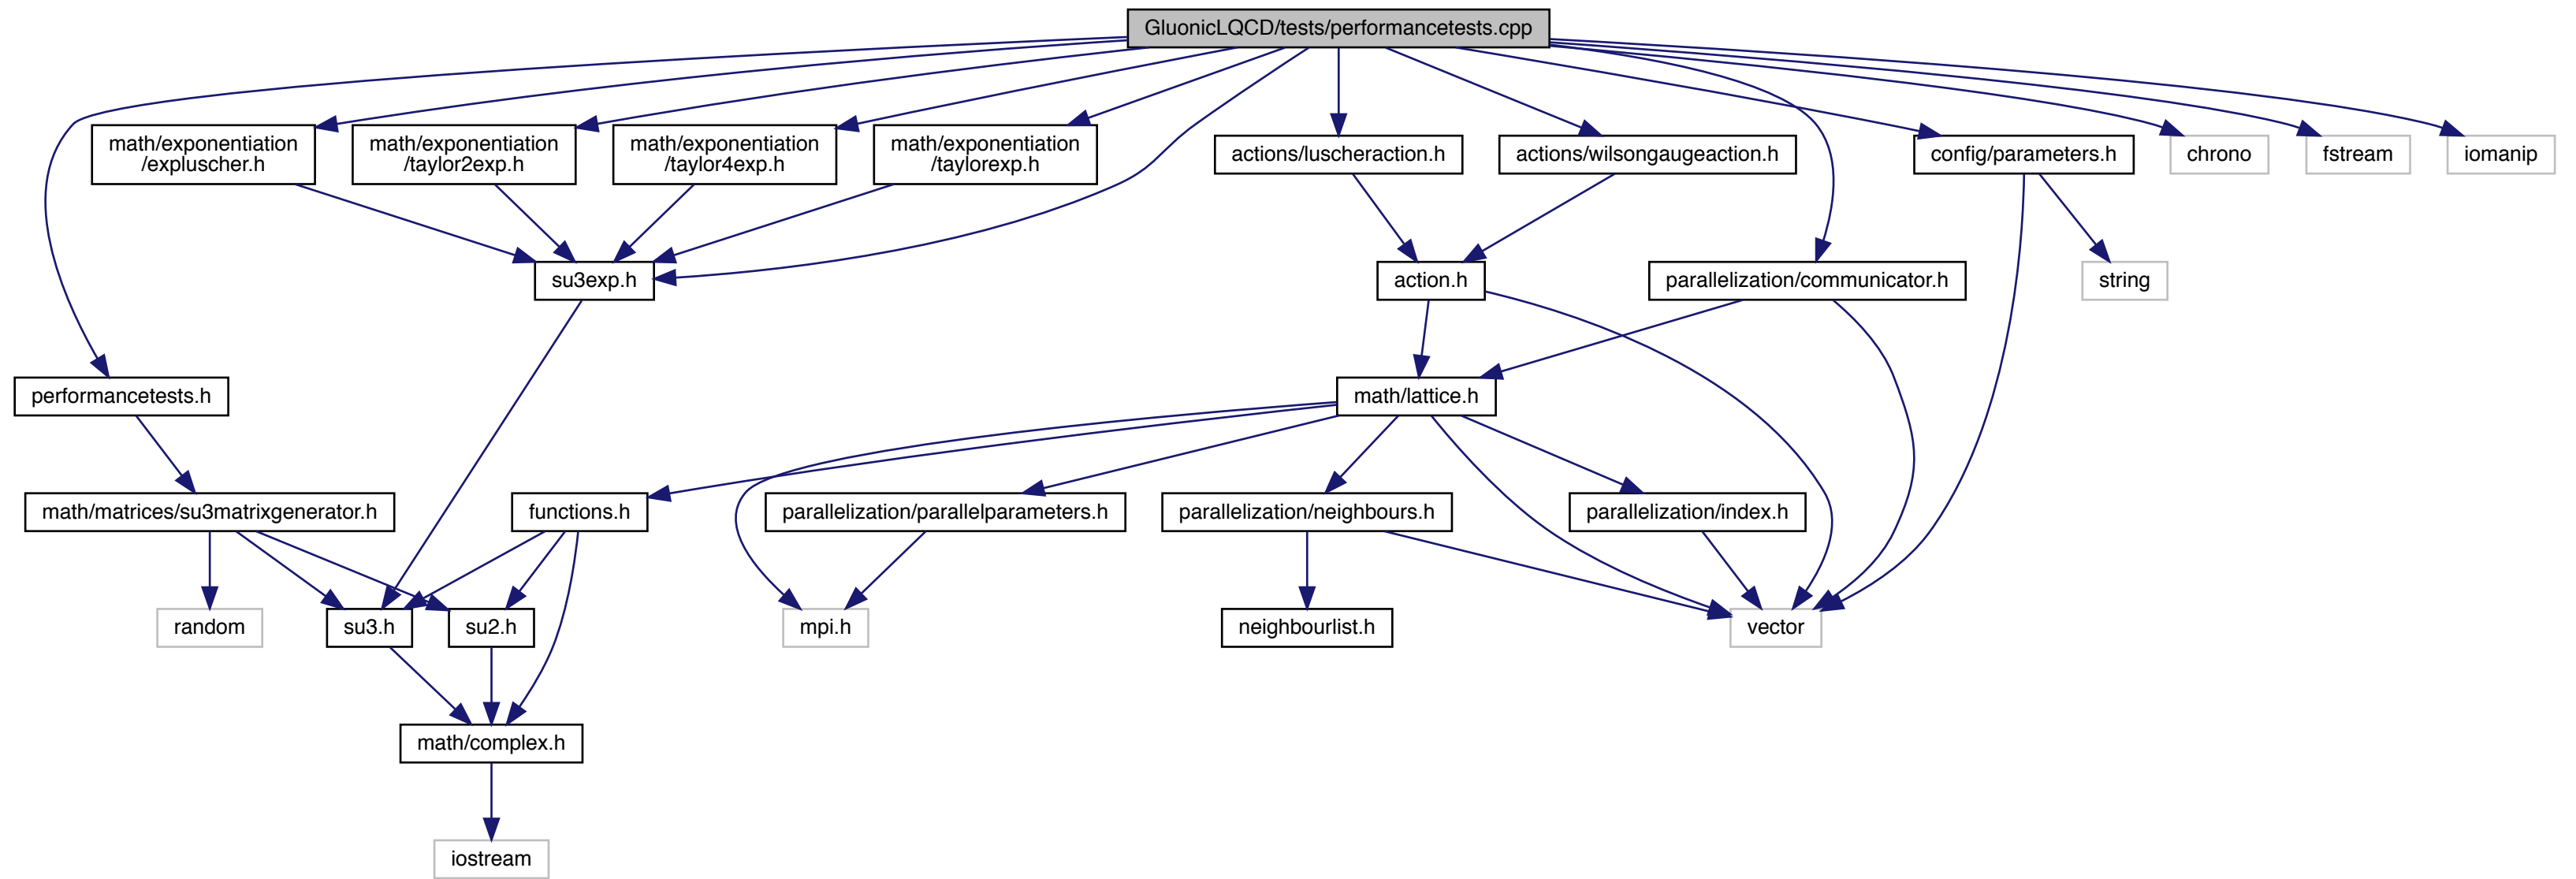 GluonicLQCD/tests/performancetests.cpp
math/exponentiation
/expluscher.h
math/exponentiation
/taylor2exp.h
math/exponentiation
/taylor4exp.h
math/exponentiation
/taylorexp.h
actions/luscheraction.h
actions/wilsongaugeaction.h
config/parameters.h
chrono
fstream
iomanip
su3exp.h
action.h
parallelization/communicator.h
string
performancetests.h
math/lattice.h
math/matrices/su3matrixgenerator.h
functions.h
parallelization/parallelparameters.h
parallelization/neighbours.h
parallelization/index.h
random
su3.h
su2.h
mpi.h
neighbourlist.h
vector
math/complex.h
iostream